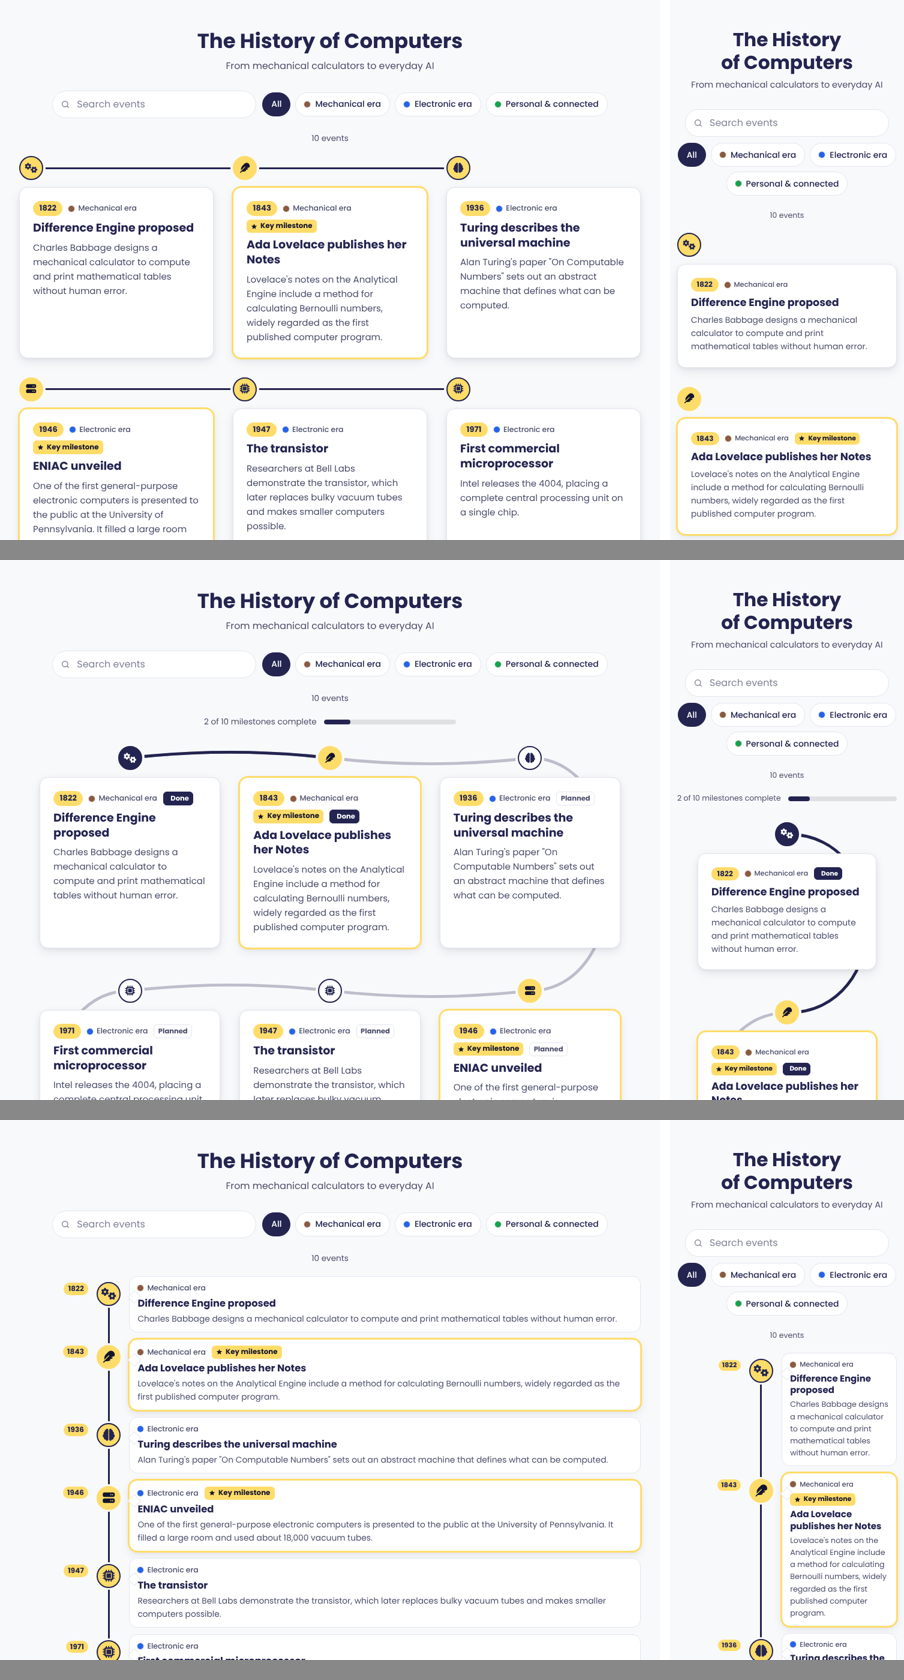 The History of Computers
From mechanical calculators to everyday AI
Search events
All
Mechanical era
Electronic era
Personal & connected
10 events
1822
Mechanical era
Difference Engine proposed
Charles Babbage designs a
mechanical calculator to compute
and print mathematical tables
without human error.
1843
Mechanical era
Key milestone
Ada Lovelace publishes her
Notes
Lovelace's notes on the Analytical
Engine include a method for
calculating Bernoulli numbers,
widely regarded as the first
published computer program.
1936
Electronic era
Turing describes the
universal machine
Alan Turing's paper "On Computable
Numbers" sets out an abstract
machine that defines what can be
computed.
1946
Electronic era
Key milestone
ENIAC unveiled
One of the first general-purpose
electronic computers is presented to
the public at the University of
Pennsylvania. It filled a large room
1947
Electronic era
The transistor
Researchers at Bell Labs
demonstrate the transistor, which
later replaces bulky vacuum tubes
and makes smaller computers
possible.
1971
Electronic era
First commercial
microprocessor
Intel releases the 4004, placing a
complete central processing unit on
a single chip.
The History
of Computers
From mechanical calculators to everyday AI
Search events
All
Mechanical era
Electronic era
Personal & connected
10 events
1822
Mechanical era
Difference Engine proposed
Charles Babbage designs a mechanical
calculator to compute and print
mathematical tables without human error.
1843
Mechanical era
Key milestone
Ada Lovelace publishes her Notes
Lovelace's notes on the Analytical Engine
include a method for calculating Bernoulli
numbers, widely regarded as the first
published computer program.
The History of Computers
From mechanical calculators to everyday AI
Search events
All
Mechanical era
Electronic era
Personal & connected
10 events
2 of 10 milestones complete
1822
Mechanical era
Done
Difference Engine
proposed
Charles Babbage designs a
mechanical calculator to
compute and print mathematical
tables without human error.
1843
Mechanical era
Key milestone
Done
Ada Lovelace publishes
her Notes
Lovelace's notes on the
Analytical Engine include a
method for calculating Bernoulli
numbers, widely regarded as the
first published computer
program.
1936
Electronic era
Planned
Turing describes the
universal machine
Alan Turing's paper "On
Computable Numbers" sets out
an abstract machine that defines
what can be computed.
1971
Electronic era
Planned
First commercial
microprocessor
Intel releases the 4004, placing a
complete central processing unit
1947
Electronic era
Planned
The transistor
Researchers at Bell Labs
demonstrate the transistor, which
later replaces bulky vacuum
1946
Electronic era
Key milestone
Planned
ENIAC unveiled
One of the first general-purpose
The History
of Computers
From mechanical calculators to everyday AI
Search events
All
Mechanical era
Electronic era
Personal & connected
10 events
2 of 10 milestones complete
1822
Mechanical era
Done
Difference Engine proposed
Charles Babbage designs a
mechanical calculator to compute
and print mathematical tables
without human error.
1843
Mechanical era
Key milestone
Done
Ada Lovelace publishes her
Notes
The History of Computers
From mechanical calculators to everyday AI
Search events
All
Mechanical era
Electronic era
Personal & connected
10 events
1822
Mechanical era
Difference Engine proposed
Charles Babbage designs a mechanical calculator to compute and print mathematical tables without human error.
1843
Mechanical era
Key milestone
Ada Lovelace publishes her Notes
Lovelace's notes on the Analytical Engine include a method for calculating Bernoulli numbers, widely regarded as the
first published computer program.
1936
Electronic era
Turing describes the universal machine
Alan Turing's paper "On Computable Numbers" sets out an abstract machine that defines what can be computed.
1946
Electronic era
Key milestone
ENIAC unveiled
One of the first general-purpose electronic computers is presented to the public at the University of Pennsylvania. It
filled a large room and used about 18,000 vacuum tubes.
1947
Electronic era
The transistor
Researchers at Bell Labs demonstrate the transistor, which later replaces bulky vacuum tubes and makes smaller
computers possible.
1971
Electronic era
First commercial microprocessor
The History
of Computers
From mechanical calculators to everyday AI
Search events
All
Mechanical era
Electronic era
Personal & connected
10 events
1822
Mechanical era
Difference Engine
proposed
Charles Babbage designs
a mechanical calculator
to compute and print
mathematical tables
without human error.
1843
Mechanical era
Key milestone
Ada Lovelace
publishes her Notes
Lovelace's notes on the
Analytical Engine include
a method for calculating
Bernoulli numbers, widely
regarded as the first
published computer
program.
1936
Electronic era
Turing describes the